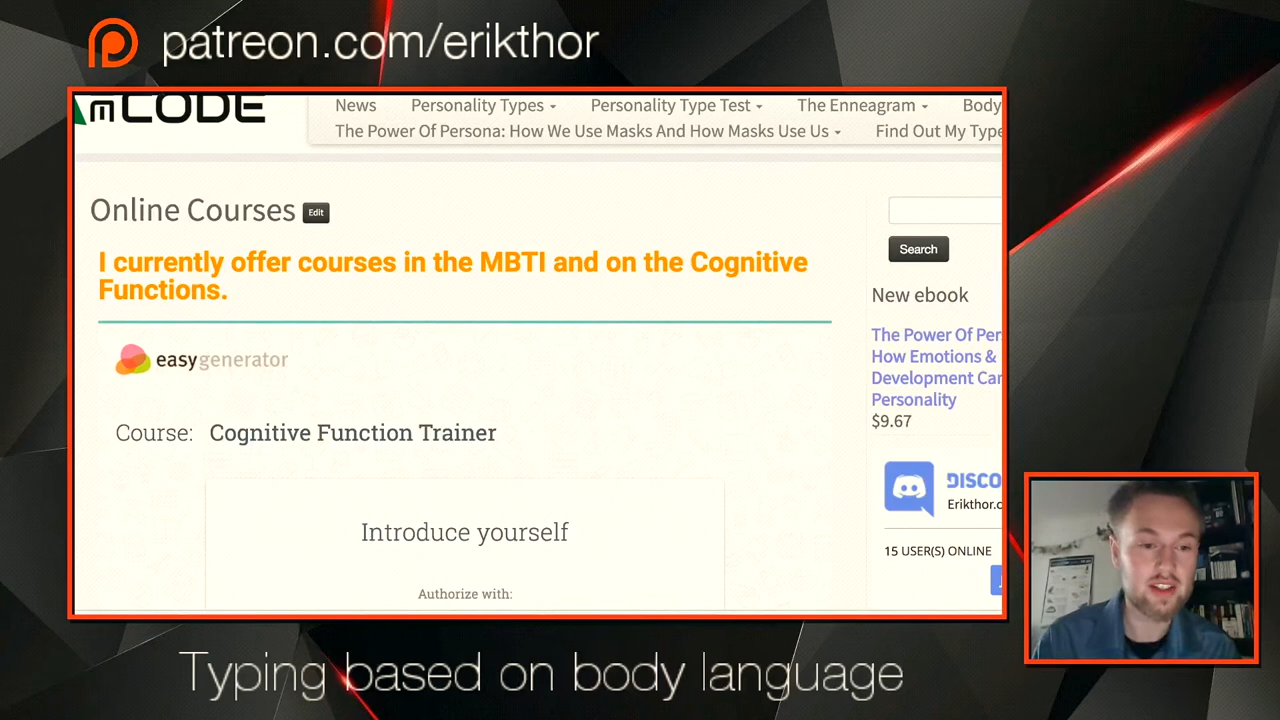 patreon.com/erikthor
mCODE
News Personality Types Personality Type Test The Enneagram Body
The Power Of Persona: How We Use Masks And How Masks Use Us Find Out My Type
Online Courses Edit
I currently offer courses in the MBTI and on the Cognitive
Functions.
Search
easygenerator
New ebook
The Power Of Per
How Emotions &
Development Can
Personality
$9.67
Course: Cognitive Function Trainer
Introduce yourself
Authorize with:
DISCO
Erikthor.c
15 USER(S) ONLINE
Typing based on body language